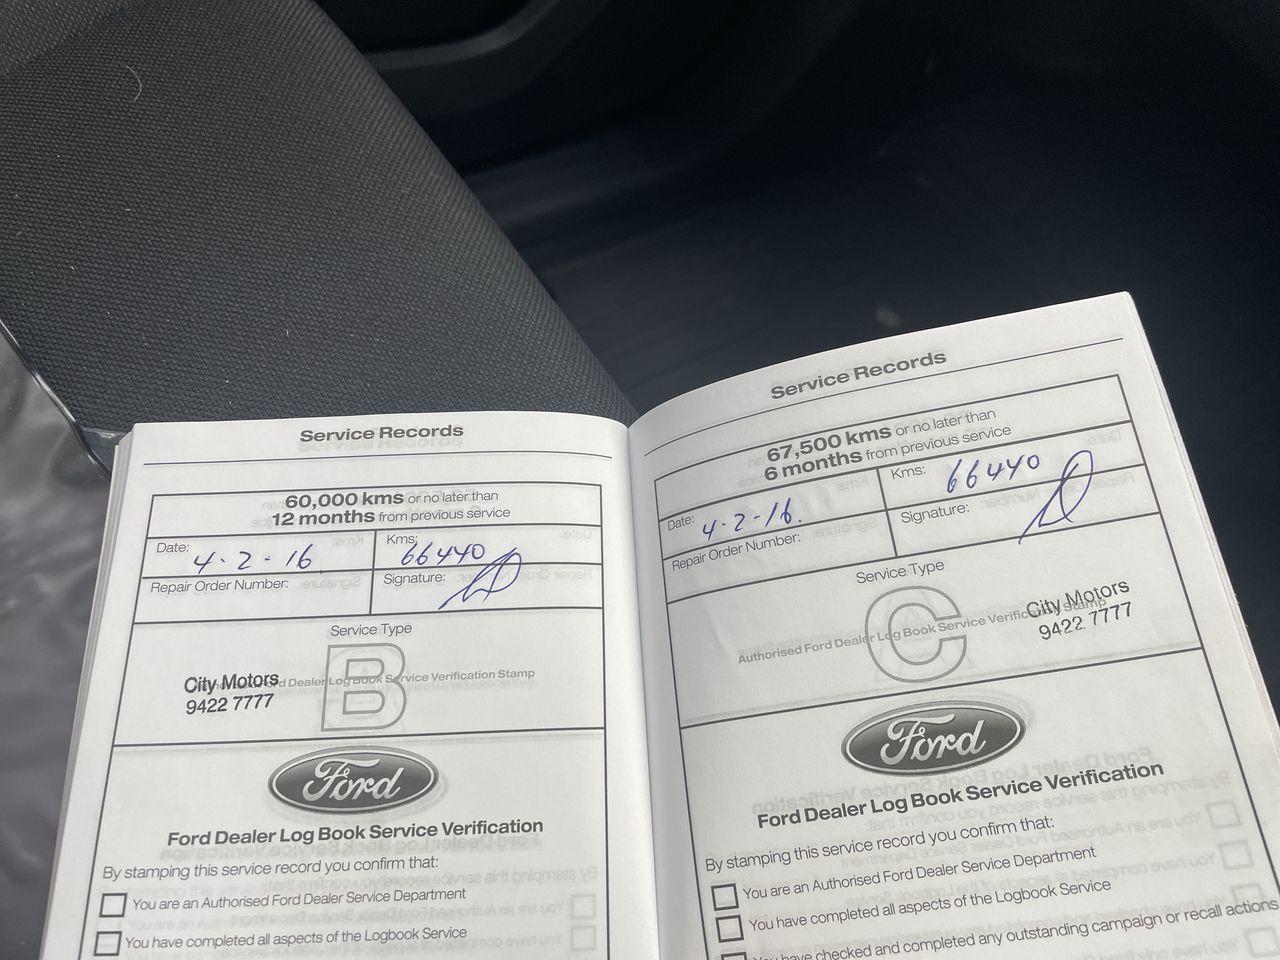 Service Records
60,000 kms or no later than
12 months from previous service
Date: 4-2-16
Kms: 66440
Repair Order Number:
Signature:
Service Type
B
Dealer Log Book Service Verification Stamp
City Motors
9422 7777
Ford
Ford Dealer Log Book Service Verification
By stamping this service record you confirm that:
You are an Authorised Ford Dealer Service Department
You have completed all aspects of the Logbook Service
Service Records
67,500 kms or no later than
6 months from previous service
Date: 4-2-16.
Kms: 66440
Repair Order Number:
Signature:
Service Type
C
Authorised Ford Dealer Log Book Service Verification Stamp
City Motors
9422 7777
Ford
Ford Dealer Log Book Service Verification
By stamping this service record you confirm that:
You are an Authorised Ford Dealer Service Department
You have completed all aspects of the Logbook Service
You have checked and completed any outstanding campaign or recall actions